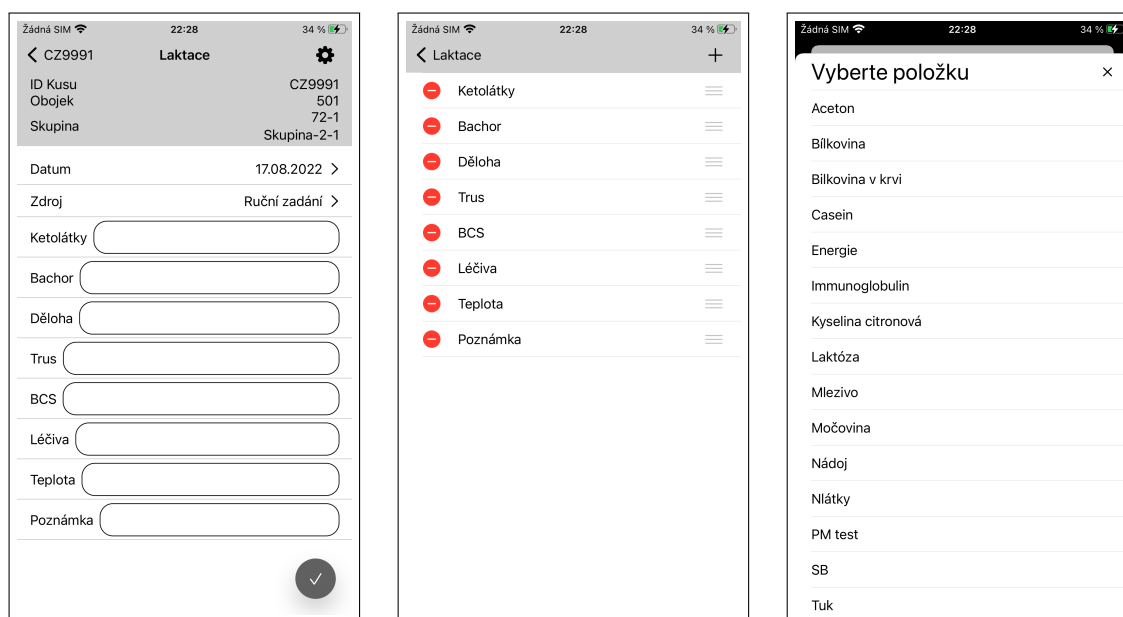 Žádná SIM 22:28 34 %
CZ9991 Laktace
ID Kusu CZ9991
Obojek 501
Skupina 72-1
Skupina-2-1
Datum 17.08.2022
Zdroj Ruční zadání
Ketolátky
Bachor
Děloha
Trus
BCS
Léčiva
Teplota
Poznámka
Žádná SIM 22:28 34 %
Laktace
Ketolátky
Bachor
Děloha
Trus
BCS
Léčiva
Teplota
Poznámka
Žádná SIM 22:28 34 %
Vyberte položku
Aceton
Bílkovina
Bilkovina v krvi
Casein
Energie
Immunoglobulin
Kyselina citronová
Laktóza
Mlezivo
Močovina
Nádoj
Nlátky
PM test
SB
Tuk